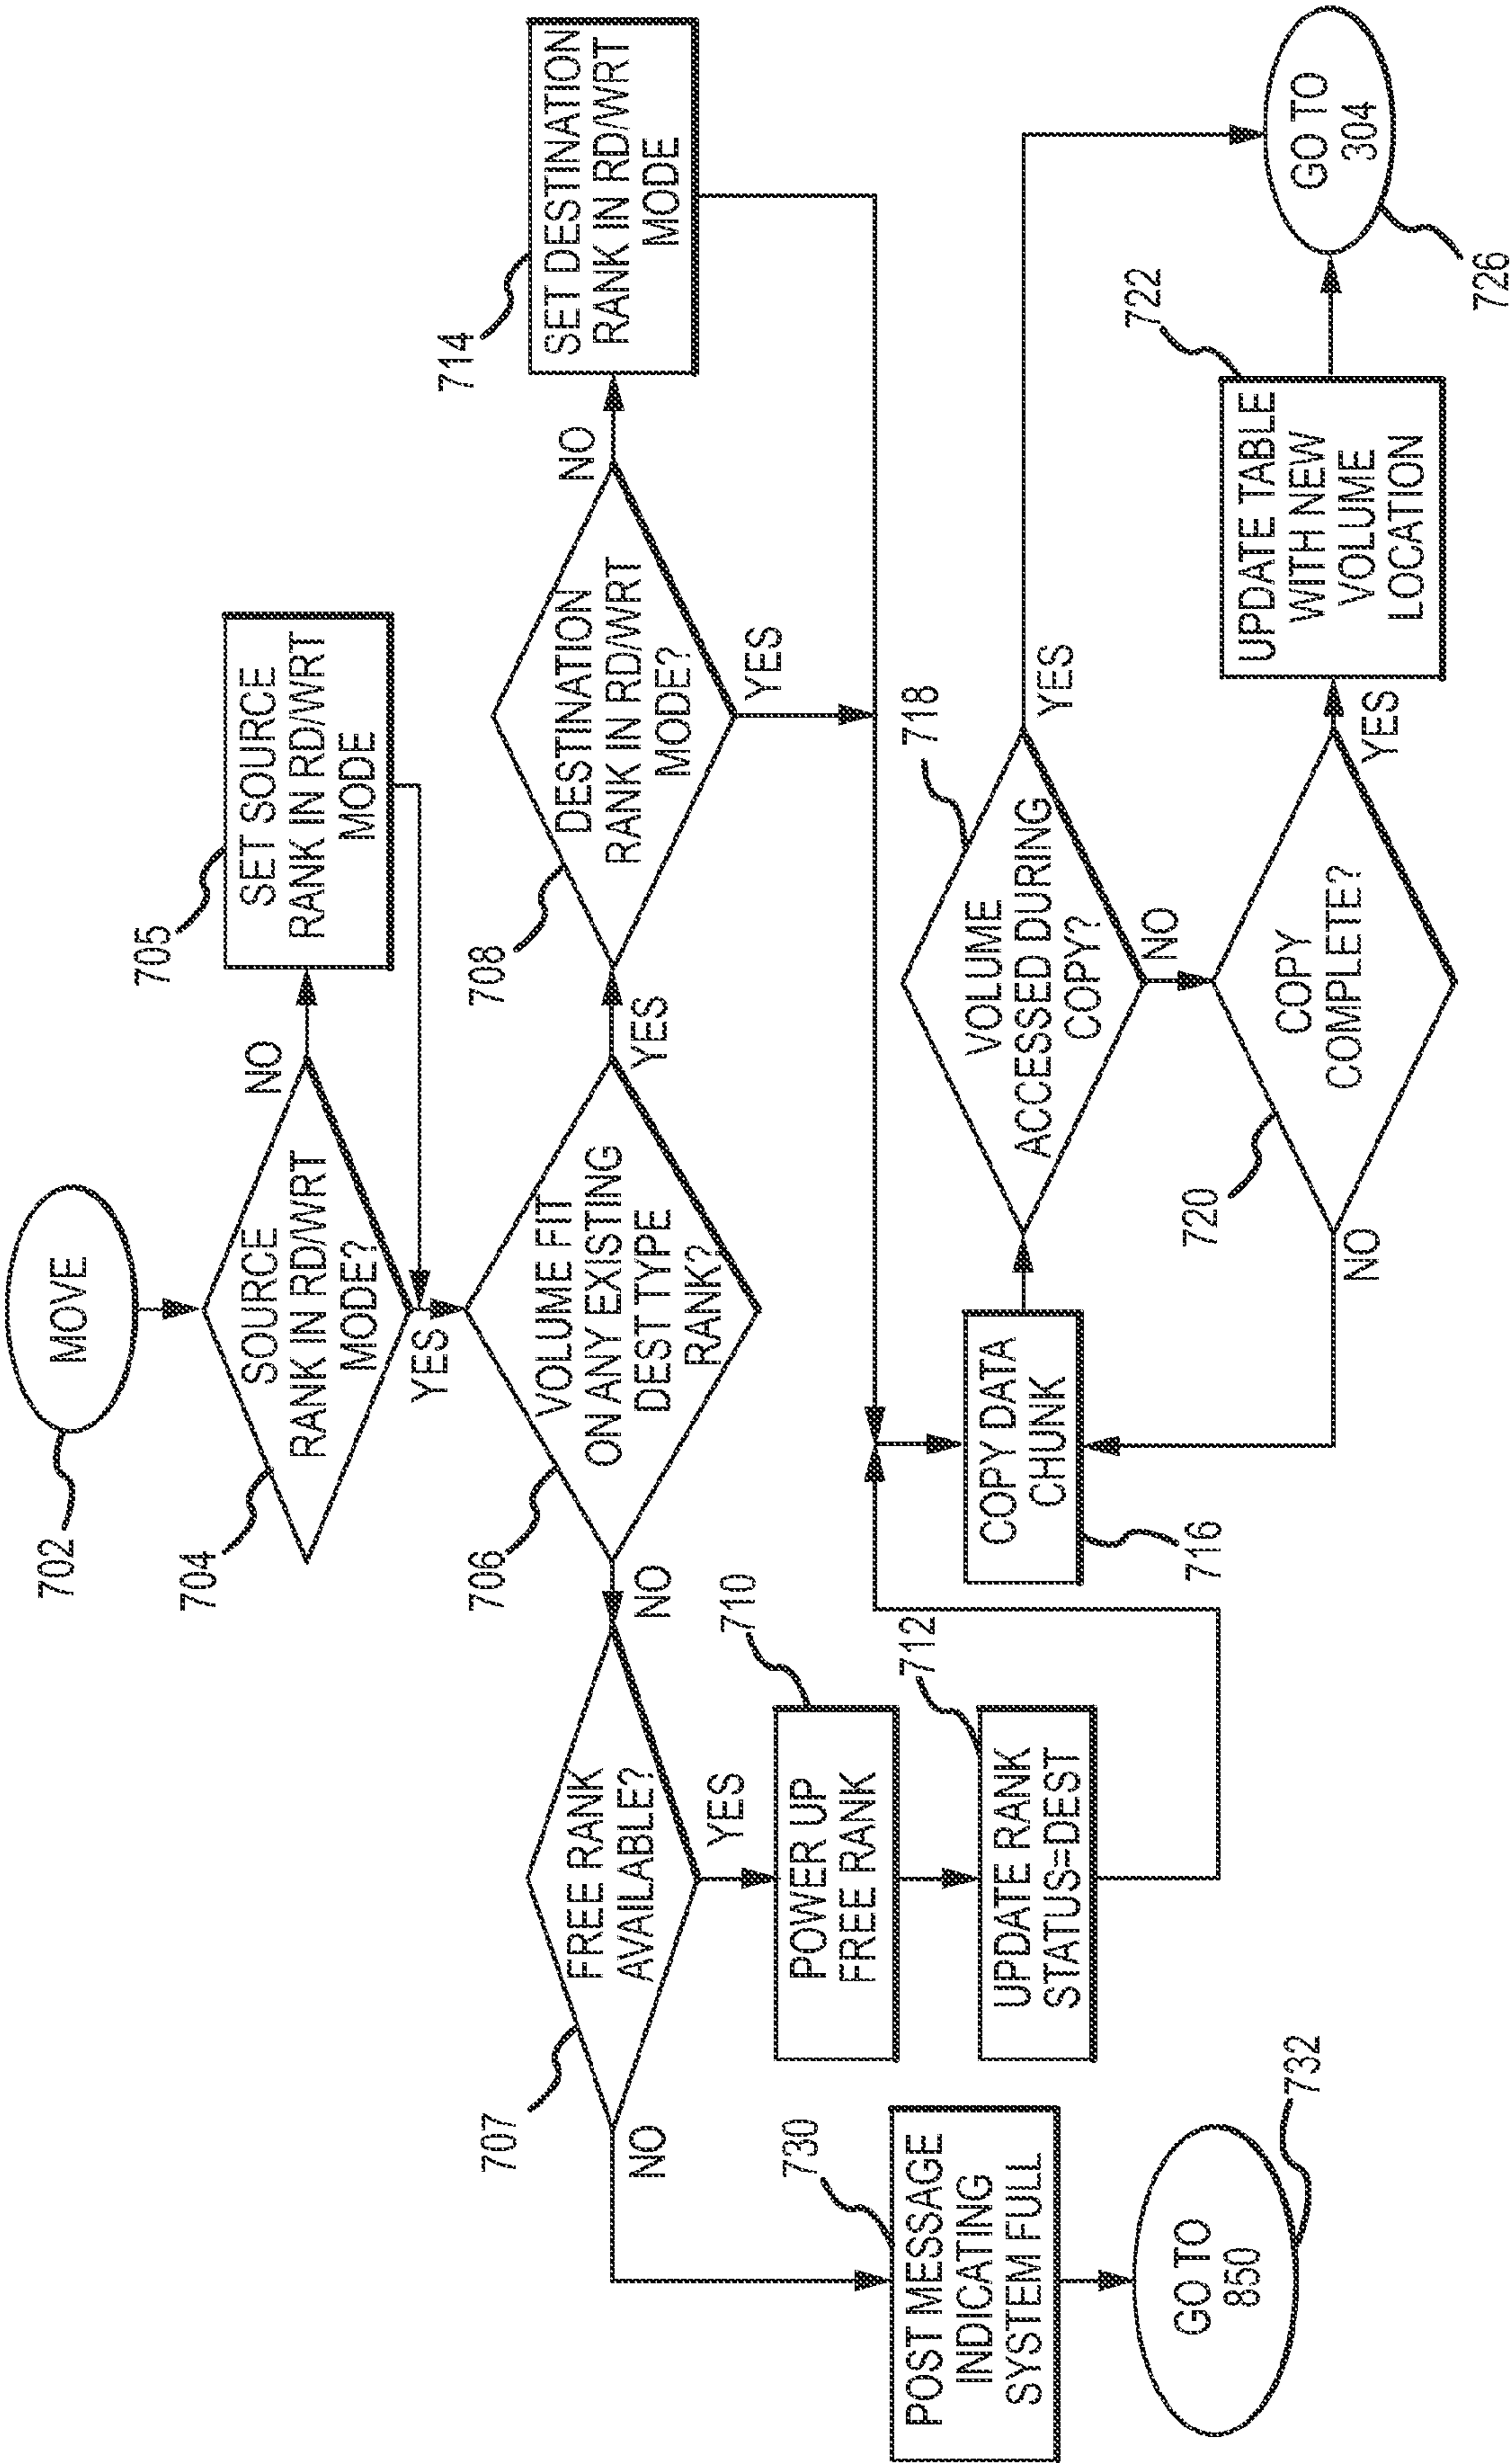 702
MOVE
704
SOURCE
RANK IN RD/WRT
MODE?
NO
YES
705
SET SOURCE
RANK IN RD/WRT
MODE
706
VOLUME FIT
ON ANY EXISTING
DEST TYPE
RANK?
NO
YES
707
FREE RANK
AVAILABLE?
NO
YES
708
DESTINATION
RANK IN RD/WRT
MODE?
NO
YES
714
SET DESTINATION
RANK IN RD/WRT
MODE
710
POWER UP
FREE RANK
712
UPDATE RANK
STATUS=DEST
730
POST MESSAGE
INDICATING
SYSTEM FULL
GO TO
850
732
COPY DATA
CHUNK
716
718
VOLUME
ACCESSED DURING
COPY?
YES
NO
720
COPY
COMPLETE?
NO
YES
722
UPDATE TABLE
WITH NEW
VOLUME
LOCATION
GO TO
304
726